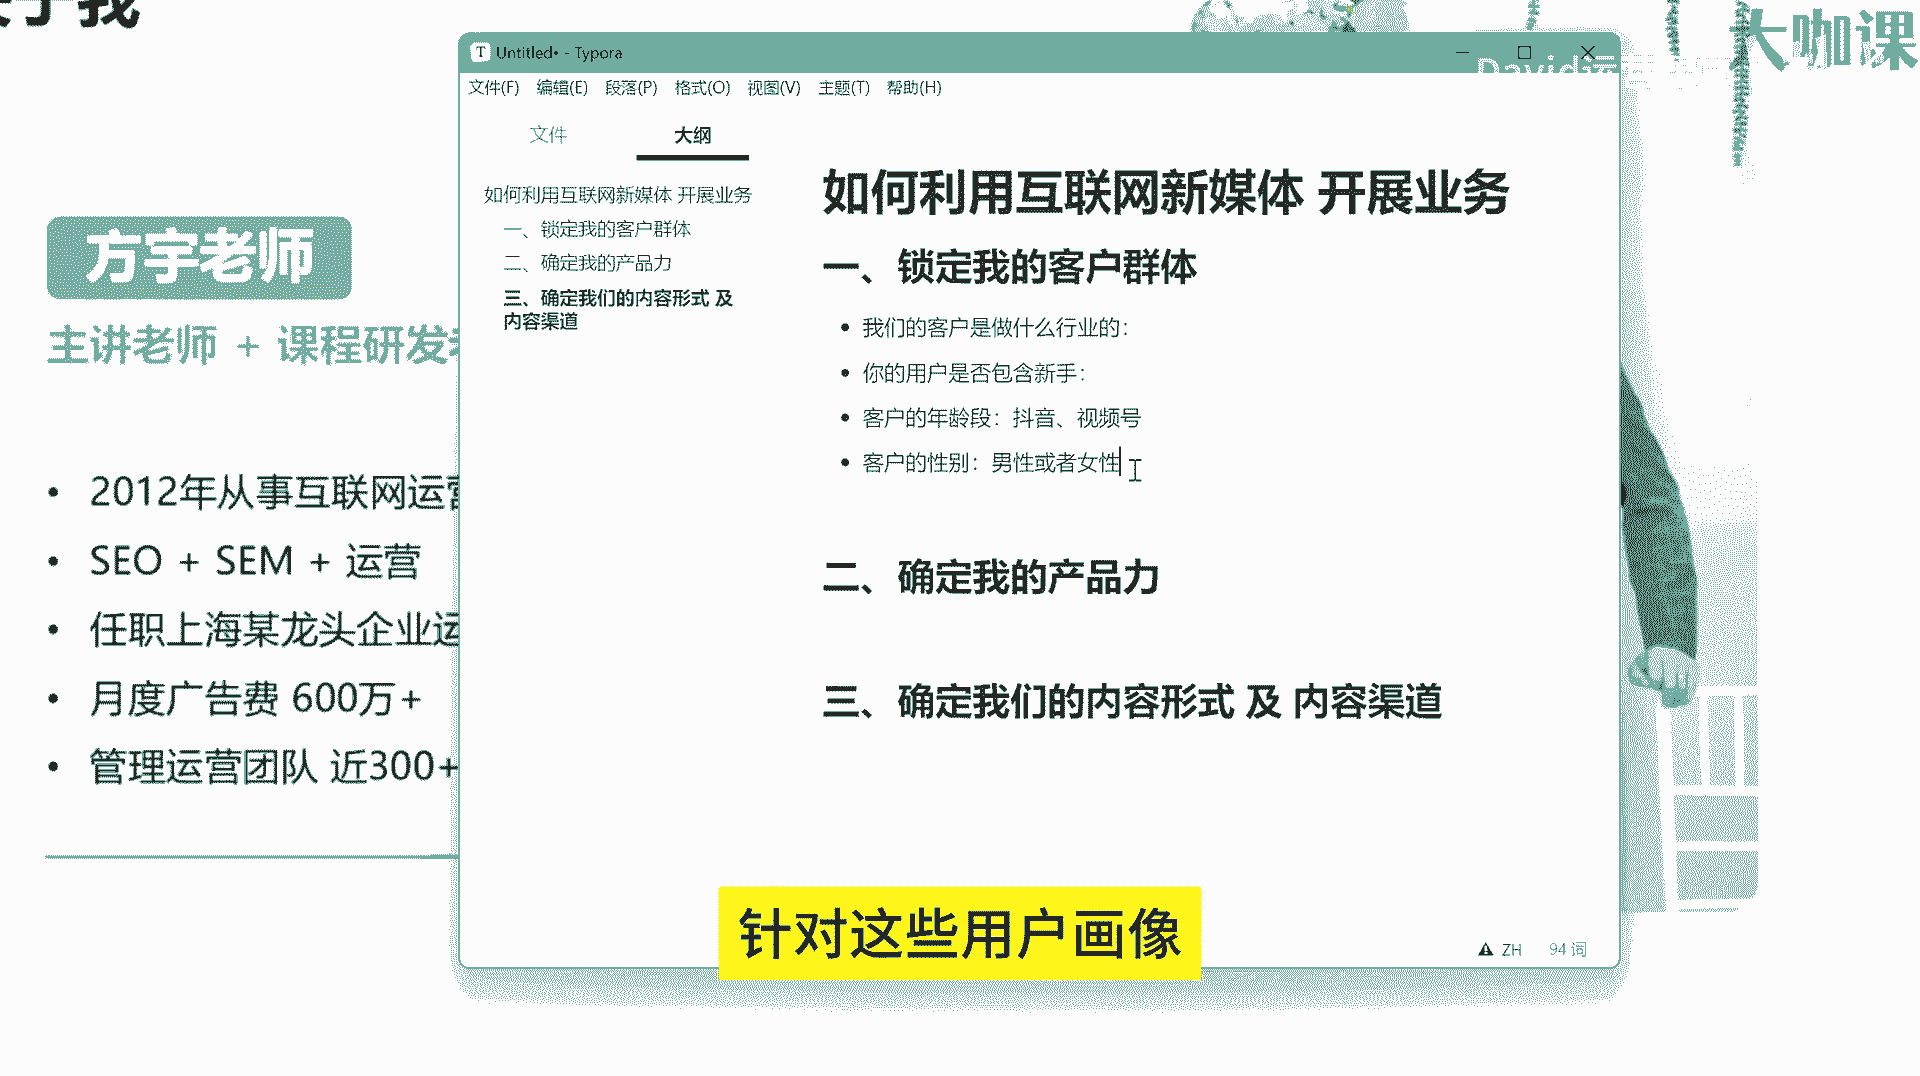 于我
大咖课
David
方宇老师
主讲老师 + 课程研发
• 2012年从事互联网运营
• SEO + SEM + 运营
• 任职上海某龙头企业运
• 月度广告费 600万+
• 管理运营团队 近300+
Untitled• - Typora
文件(F) 编辑(E) 段落(P) 格式(O) 视图(V) 主题(T) 帮助(H)
文件 大纲
如何利用互联网新媒体 开展业务
一、锁定我的客户群体
二、确定我的产品力
三、确定我们的内容形式 及
内容渠道
如何利用互联网新媒体 开展业务
一、锁定我的客户群体
• 我们的客户是做什么行业的：
• 你的用户是否包含新手：
• 客户的年龄段：抖音、视频号
• 客户的性别：男性或者女性
二、确定我的产品力
三、确定我们的内容形式 及 内容渠道
针对这些用户画像
ZH 94 词